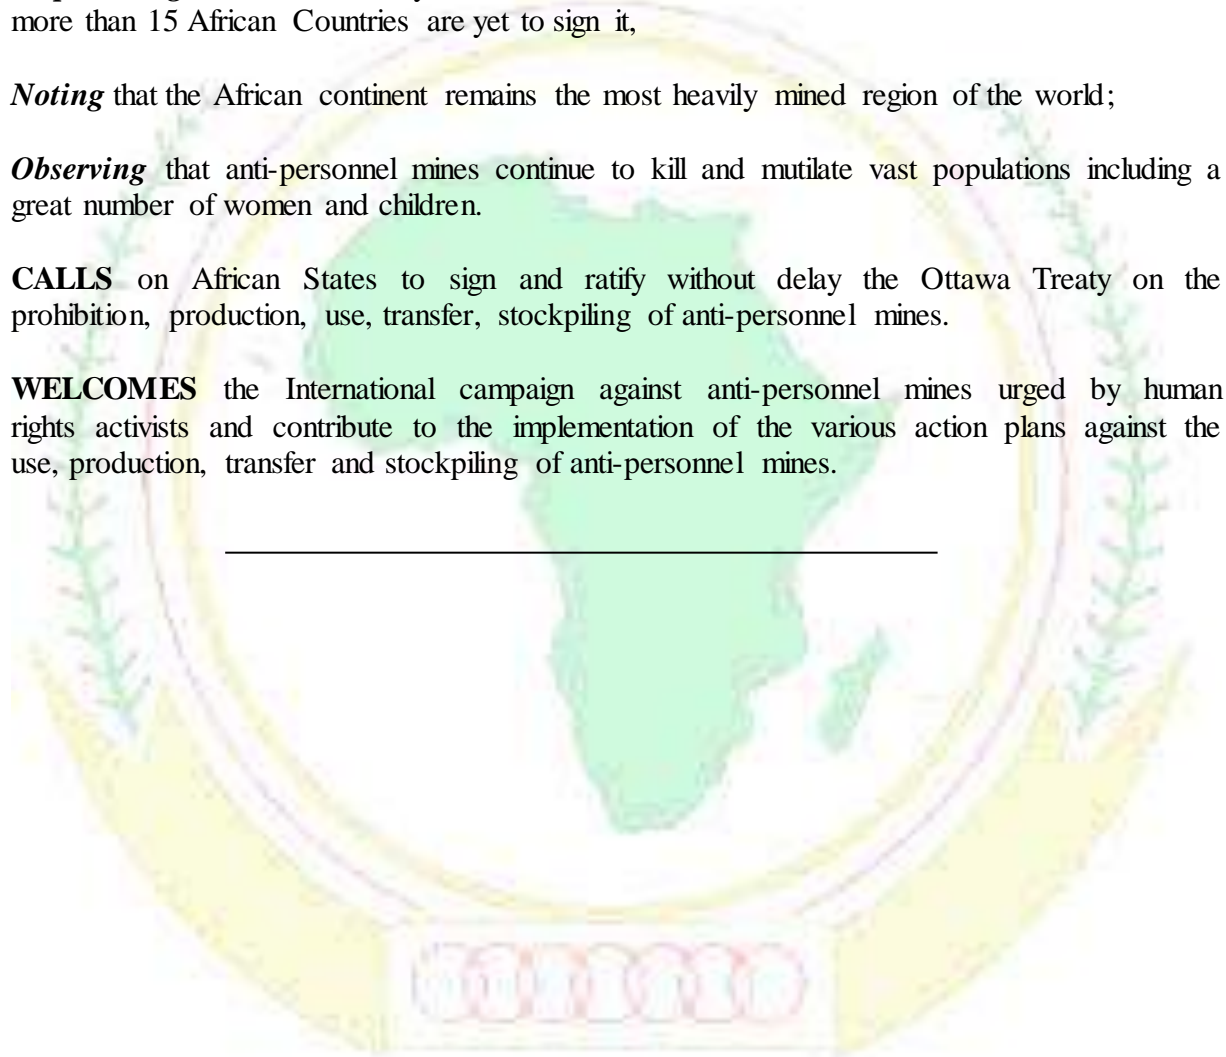 more than 15 African Countries are yet to sign it,
Noting that the African continent remains the most heavily mined region of the world;
Observing that anti-personnel mines continue to kill and mutilate vast populations including a
great number of women and children.
CALLS on African States to sign and ratify without delay the Ottawa Treaty on the
prohibition, production, use, transfer, stockpiling of anti-personnel mines.
WELCOMES the International campaign against anti-personnel mines urged by human
rights activists and contribute to the implementation of the various action plans against the
use, production, transfer and stockpiling of anti-personnel mines.